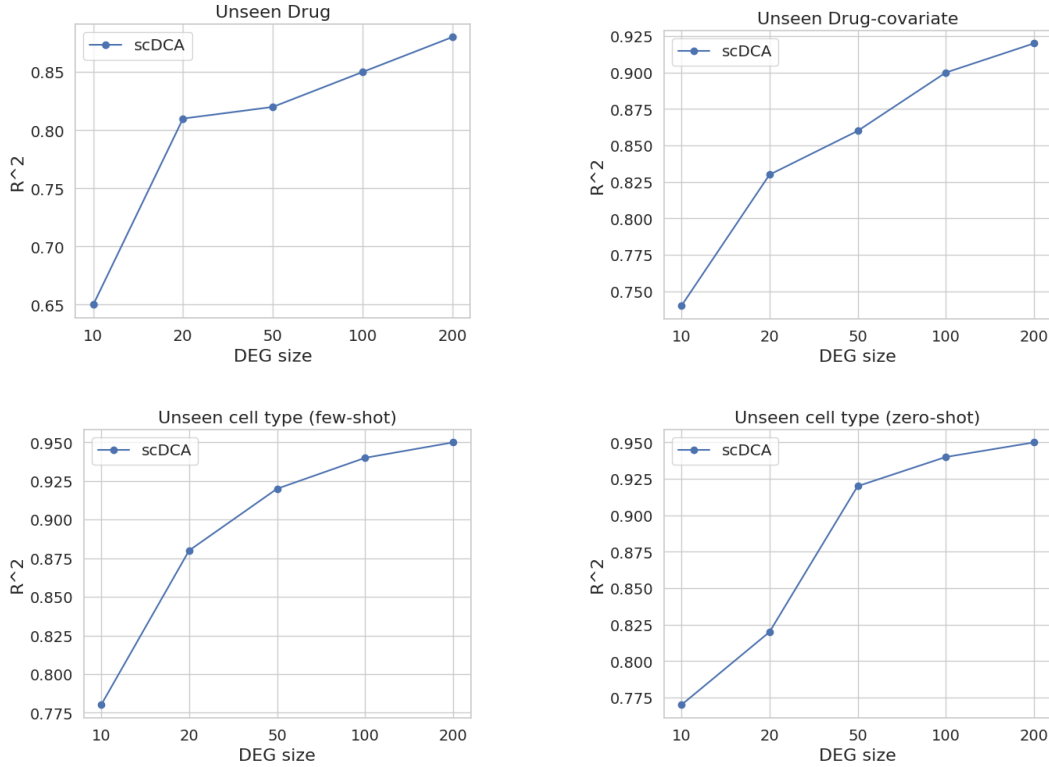 Unseen Drug
scDCA
R^2
0.85
0.80
0.75
0.70
0.65
10 20 50 100 200
DEG size
Unseen Drug-covariate
scDCA
R^2
0.925
0.900
0.875
0.850
0.825
0.800
0.775
0.750
10 20 50 100 200
DEG size
Unseen cell type (few-shot)
scDCA
R^2
0.950
0.925
0.900
0.875
0.850
0.825
0.800
0.775
10 20 50 100 200
DEG size
Unseen cell type (zero-shot)
scDCA
R^2
0.950
0.925
0.900
0.875
0.850
0.825
0.800
0.775
10 20 50 100 200
DEG size